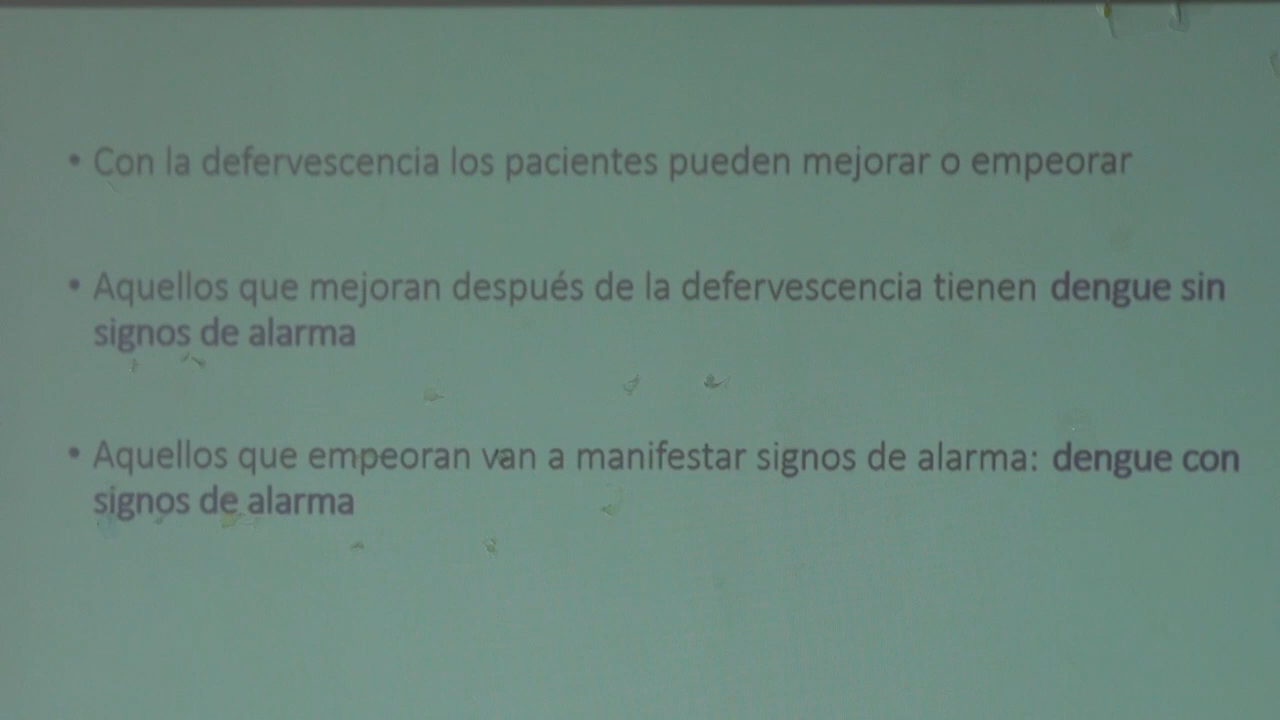 • Con la defervescencia los pacientes pueden mejorar o empeorar
• Aquellos que mejoran después de la defervescencia tienen dengue sin
signos de alarma
• Aquellos que empeoran van a manifestar signos de alarma: dengue con
signos de alarma